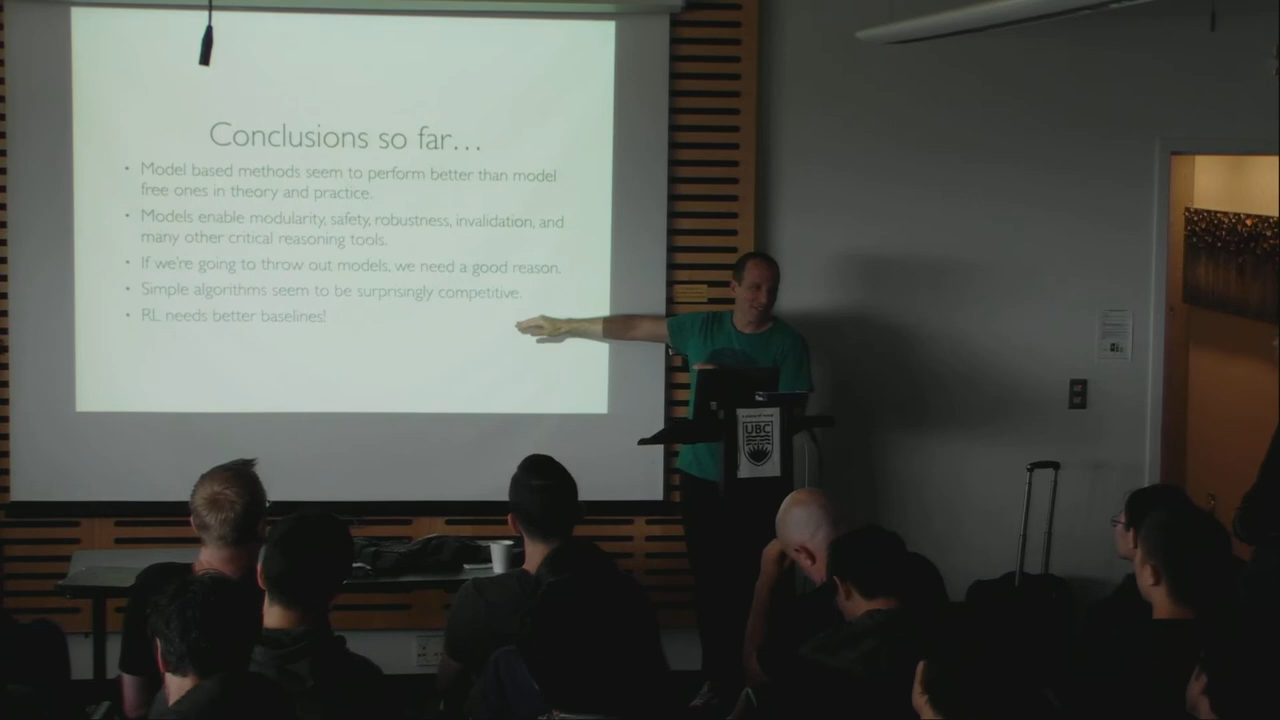 Conclusions so far...
• Model based methods seem to perform better than model
free ones in theory and practice.
• Models enable modularity, safety, robustness, invalidation, and
many other critical reasoning tools.
• If we're going to throw out models, we need a good reason.
• Simple algorithms seem to be surprisingly competitive.
• RL needs better baselines!
UBC